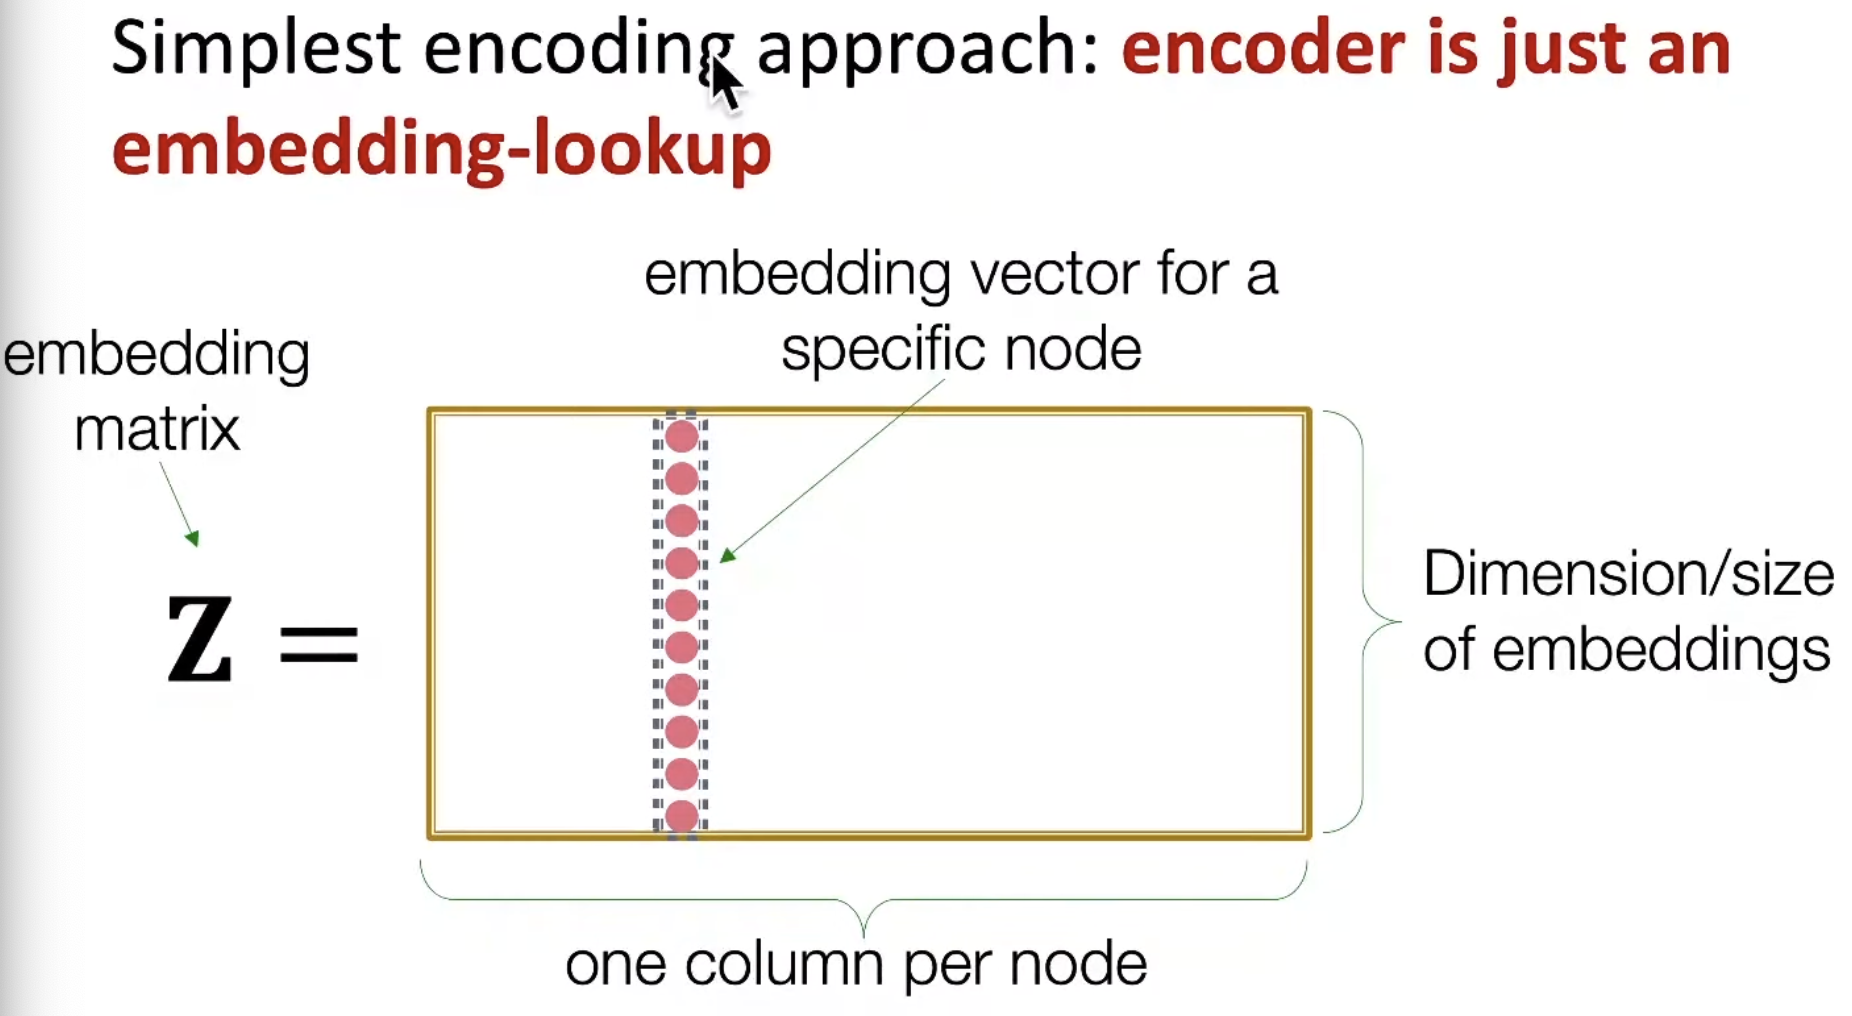 Simplest encoding approach: encoder is just an
embedding-lookup
embedding vector for a
specific node
embedding
matrix
Z =
Dimension/size
of embeddings
one column per node